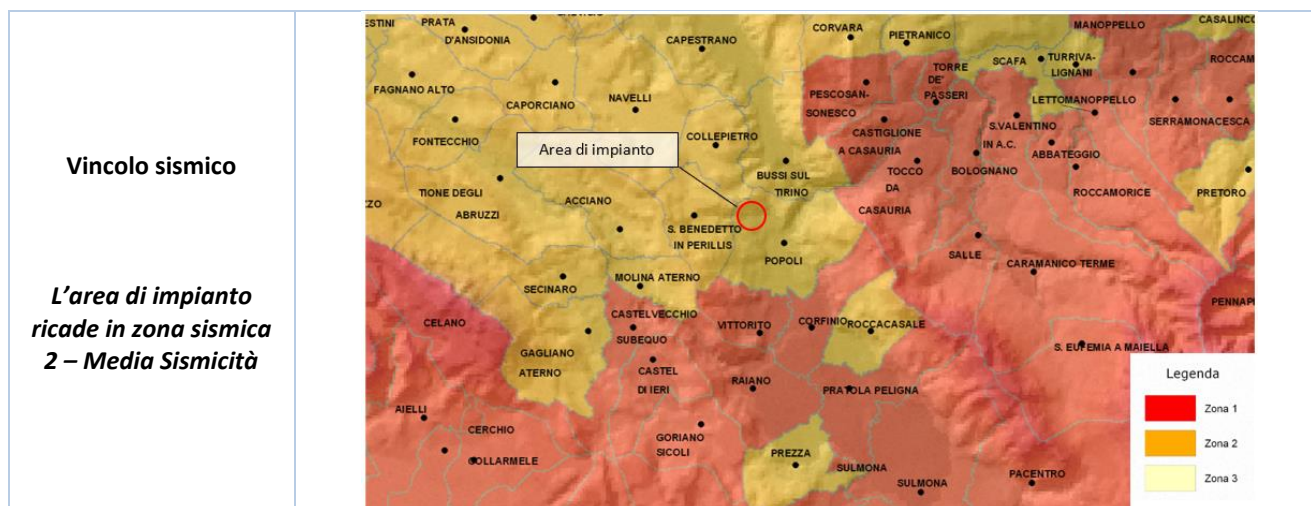 Vincolo sismico
L’area di impianto
ricade in zona sismica
2 – Media Sismicità
ESTINI
PRATA
D'ANSIDONIA
CAPESTRANO
CORVARA
PIETRANICO
MANOPPELLO
CASALINCO
FAGNANO ALTO
CAPORCIANO
NAVELLI
PESCOSAN-
SONESCO
TORRE
DE'
PASSERI
SCAFA
TURRIVA-
LIGNANI
ROCCAM
LETTOMANOPPELLO
SERRAMONACESCA
FONTECCHIO
COLLEPIETRO
CASTIGLIONE
A CASAURIA
S.VALENTINO
IN A.C.
ABBATEGGIO
Area di impianto
BUSSI SUL
TIRINO
TOCCO
DA
CASAURIA
BOLOGNANO
ROCCAMORICE
PRETORO
TIONE DEGLI
ABRUZZI
ZZO
ACCIANO
S. BENEDETTO
IN PERILLIS
POPOLI
SALLE
CARAMANICO TERME
SECINARO
MOLINA ATERNO
PENNAPI
CELANO
CASTELVECCHIO
SUBEQUO
VITTORITO
CORFINIO
ROCCACASALE
S. EUFEMIA A MAIELLA
GAGLIANO
ATERNO
CASTEL
DI IERI
RAIANO
PRATOLA PELIGNA
AIELLI
CERCHIO
COLLARMELE
GORIANO
SICOLI
PREZZA
SULMONA
SULMONA
PACENTRO
Legenda
Zona 1
Zona 2
Zona 3